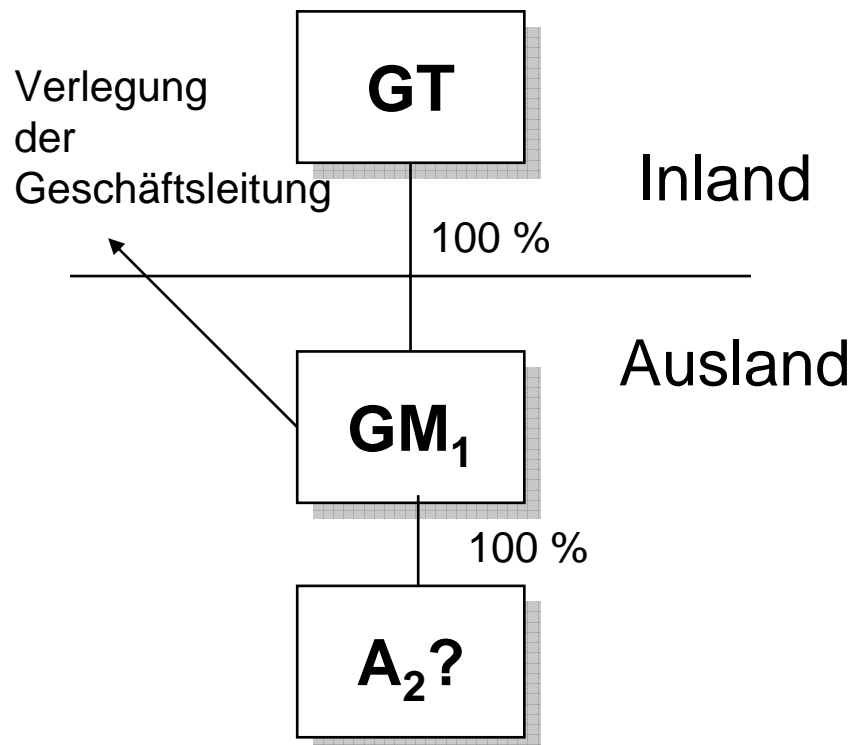 GT
Verlegung
der
Geschäftsleitung
Inland
100 %
Ausland
GM₁
100 %
A₂?